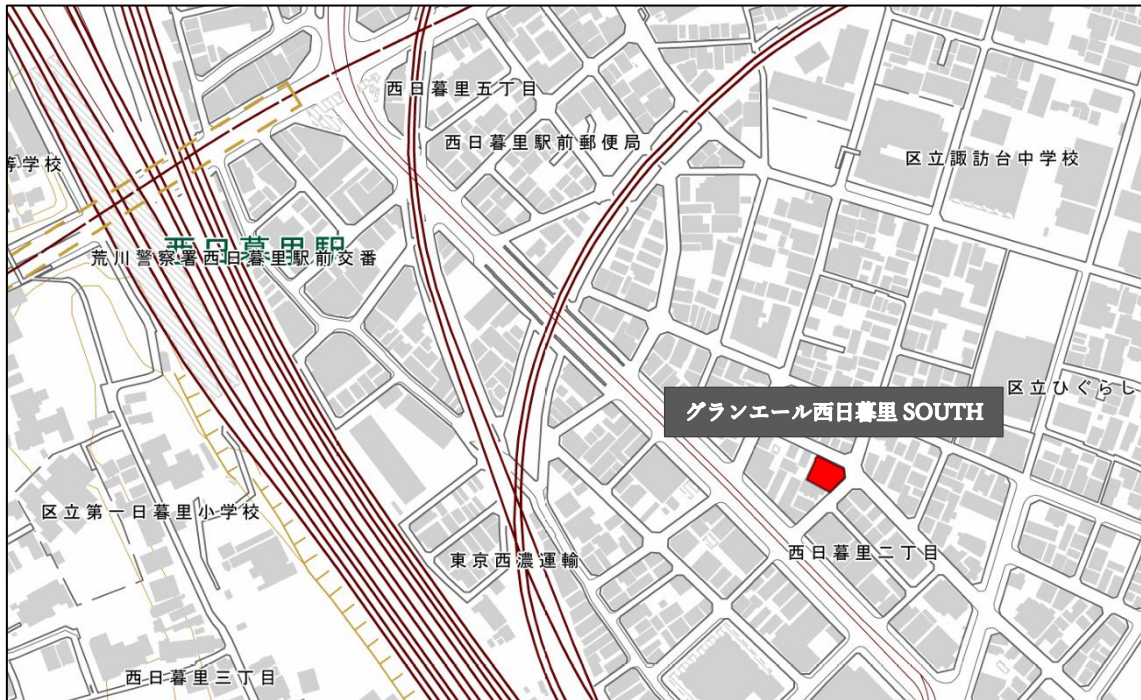 西日暮里五丁目
西日暮里駅前郵便局
区立諏訪台中学校
等学校
西日暮里駅
荒川警察署西日暮里駅前交番
区立ひぐらし
グランエール西日暮里 SOUTH
区立第一日暮里小学校
東京西濃運輸
西日暮里二丁目
西日暮里三丁目